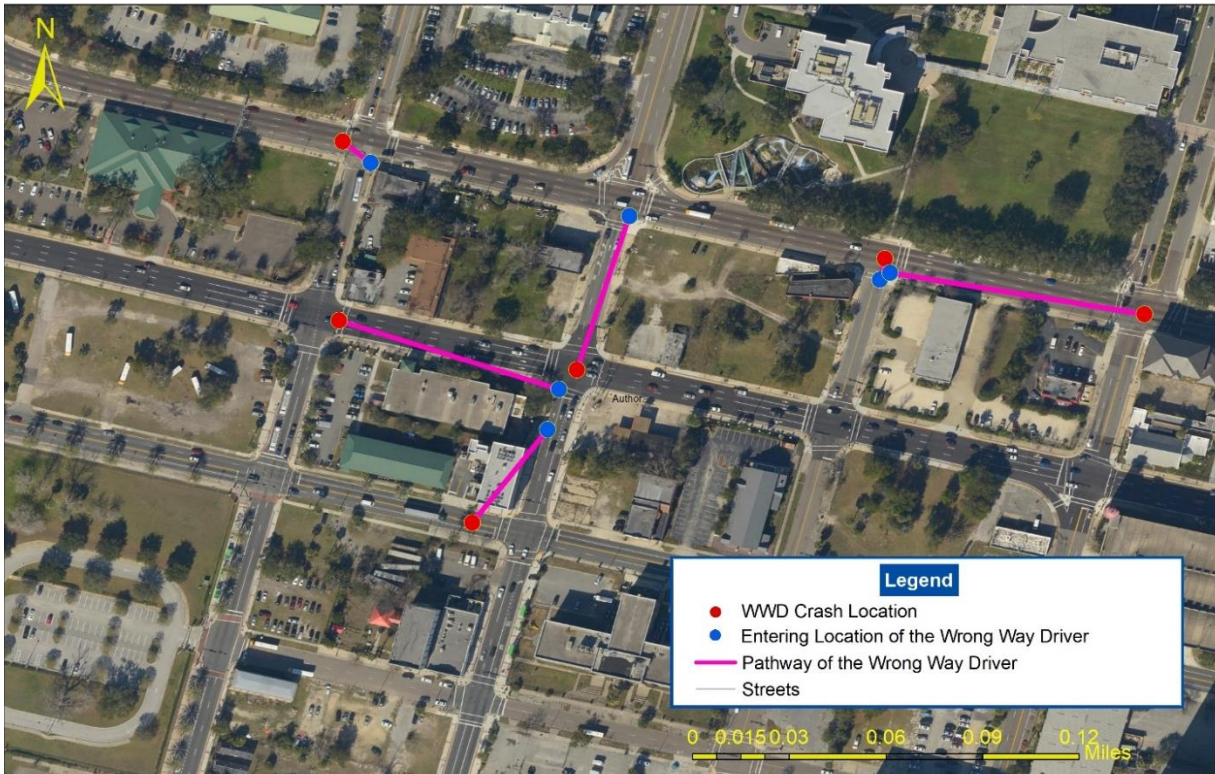 N
Author:
Legend
WWD Crash Location
Entering Location of the Wrong Way Driver
Pathway of the Wrong Way Driver
Streets
0 0.015 0.03 0.06 0.09 0.12
Miles